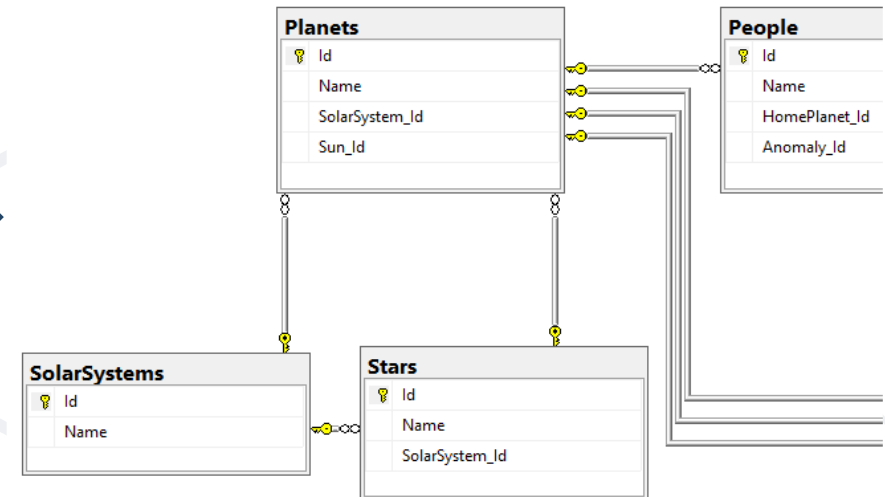 Planets
Id
Name
SolarSystem_Id
Sun_Id
People
Id
Name
HomePlanet_Id
Anomaly_Id
SolarSystems
Id
Name
Stars
Id
Name
SolarSystem_Id